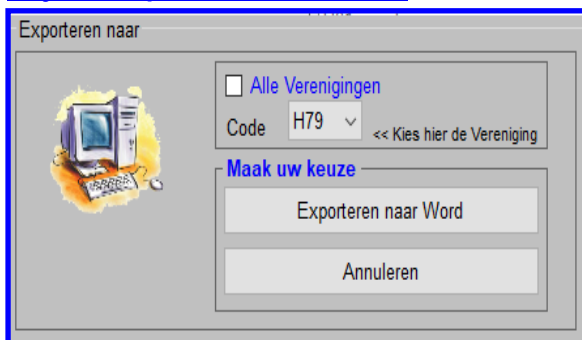 Exporteren naar
Alle Verenigingen
Code H79 << Kies hier de Vereniging
Maak uw keuze
Exporteren naar Word
Annuleren